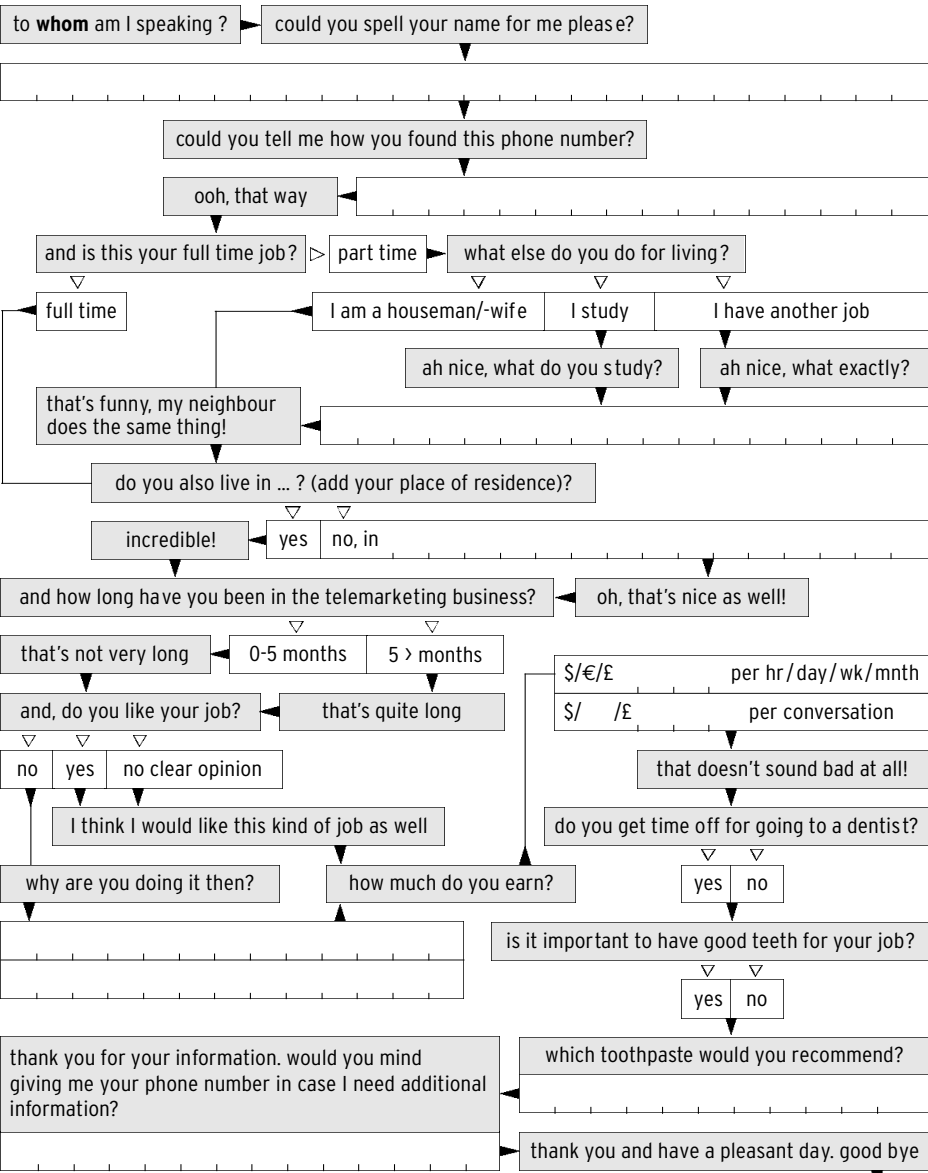 to whom am I speaking ?
could you spell your name for me please?
could you tell me how you found this phone number?
ooh, that way
and is this your full time job?
part time
what else do you do for living?
full time
I am a houseman/-wife
I study
I have another job
ah nice, what do you study?
ah nice, what exactly?
that's funny, my neighbour
does the same thing!
do you also live in ... ? (add your place of residence)?
incredible!
yes
no, in
and how long have you been in the telemarketing business?
oh, that's nice as well!
that's not very long
0-5 months
5 > months
$/€/£
per hr/day/wk/mnth
and, do you like your job?
that's quite long
$/ /£
per conversation
no
yes
no clear opinion
that doesn't sound bad at all!
I think I would like this kind of job as well
do you get time off for going to a dentist?
why are you doing it then?
how much do you earn?
yes
no
is it important to have good teeth for your job?
yes
no
thank you for your information. would you mind
giving me your phone number in case I need additional
information?
which toothpaste would you recommend?
thank you and have a pleasant day. good bye